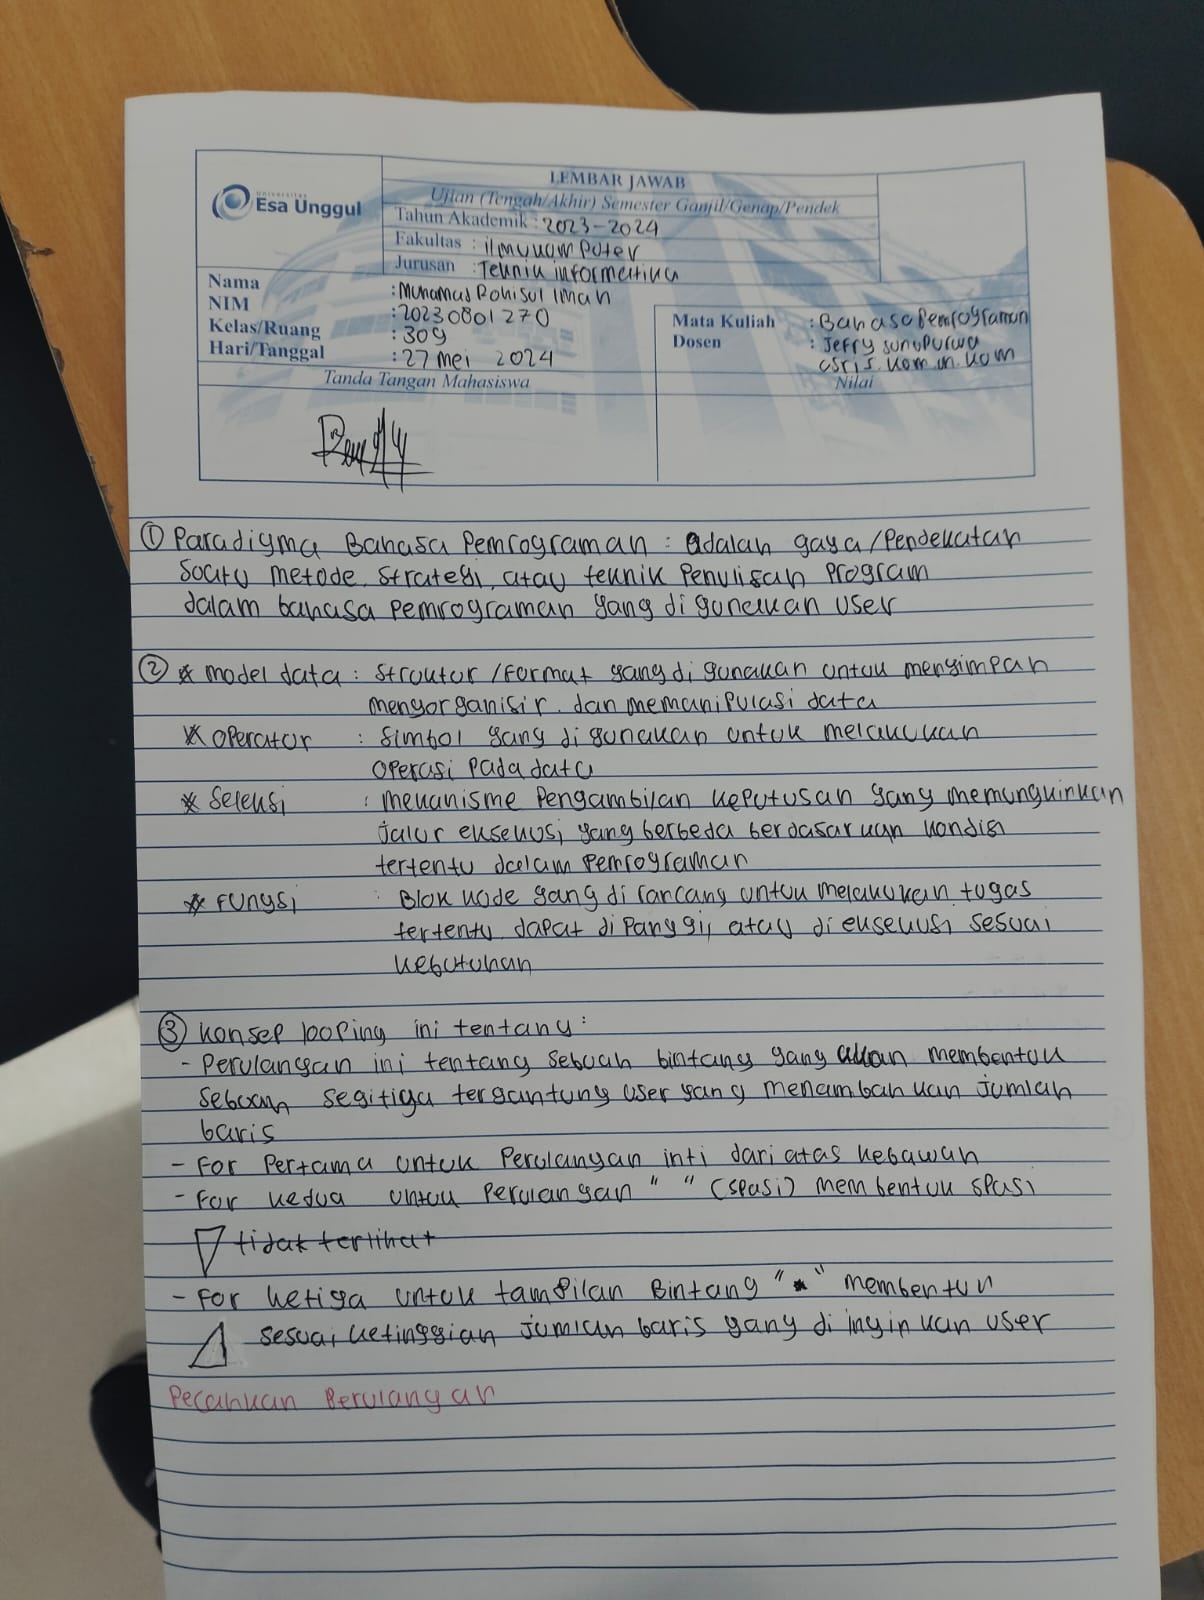 LEMBAR JAWAB
Universitas
Esa Unggul
Ujian (Tengah/Akhir) Semester Ganjil/Genap/Pendek
Tahun Akademik : 2023-2024
Fakultas : ilmu komputer
Jurusan : Teknik informatika
Nama : Muhamad Rohisul Iman
NIM : 20230801270
Kelas/Ruang : 309
Hari/Tanggal : 27 mei 2024
Mata Kuliah : Bahasa Pemrograman
Dosen : Jefry sunupurwa
asri s.kom m.kom
Tanda Tangan Mahasiswa
Nilai
① Paradigma Bahasa Pemrograman : adalah gaya/Pendekatan
Suatu metode, strategi, atau teknik Penulisan Program
dalam bahasa pemrograman yang di gunakan user
② * model data : Struktur / Format yang di gunakan untuk menyimpan
mengorganisir. dan memanipulasi data
* Operator : Simbol yang di gunakan untuk melakukan
operasi Pada data
* Seleksi : mekanisme Pengambilan keputusan yang memungkinkan
jalur eksekusi yang berbeda berdasarkan kondisi
tertentu dalam Pemrograman
* Fungsi : Blok kode yang di rancang untuk melakukan tugas
tertentu dapat di Panggil atau di eksekusi sesuai
kebutuhan
③ Konsep looping ini tentang :
- Perulangan ini tentang sebuah bintang yang akan membentuk
Sebuah segitiga tergantung user yang menambahkan jumlah
baris
- For Pertama untuk Perulangan inti dari atas kebawah
- For kedua untuk Perulangan " " (spasi) membentuk spasi
tidak terlihat
- For ketiga untuk tampilan Bintang "*" membentuk
sesuai ketinggian jumlah baris yang di inginkan user
Pecahkan Perulangan